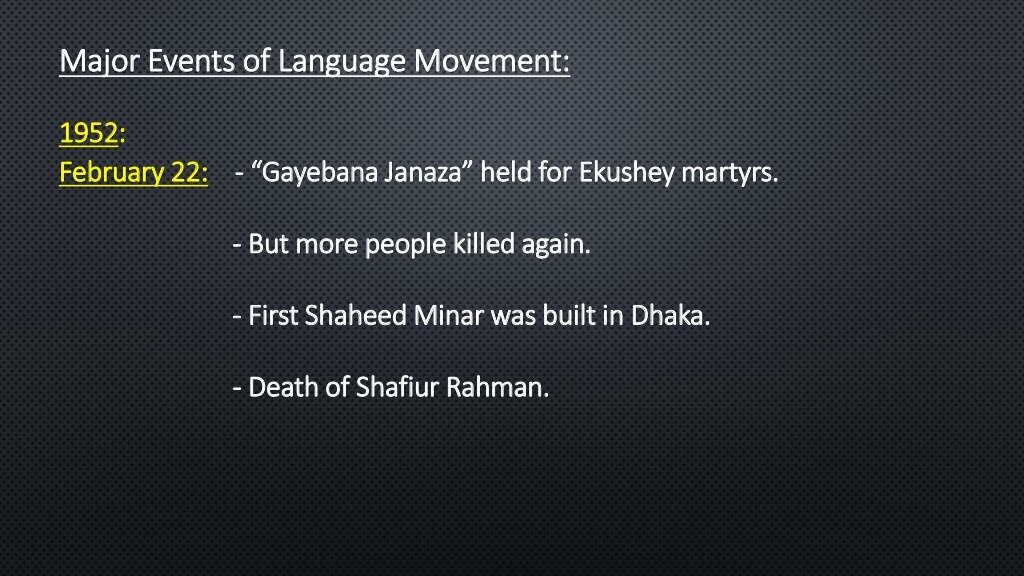 Major Events of Language Movement:
1952:
February 22: - “Gayebana Janaza” held for Ekushey martyrs.
- But more people killed again.
- First Shaheed Minar was built in Dhaka.
- Death of Shafiur Rahman.